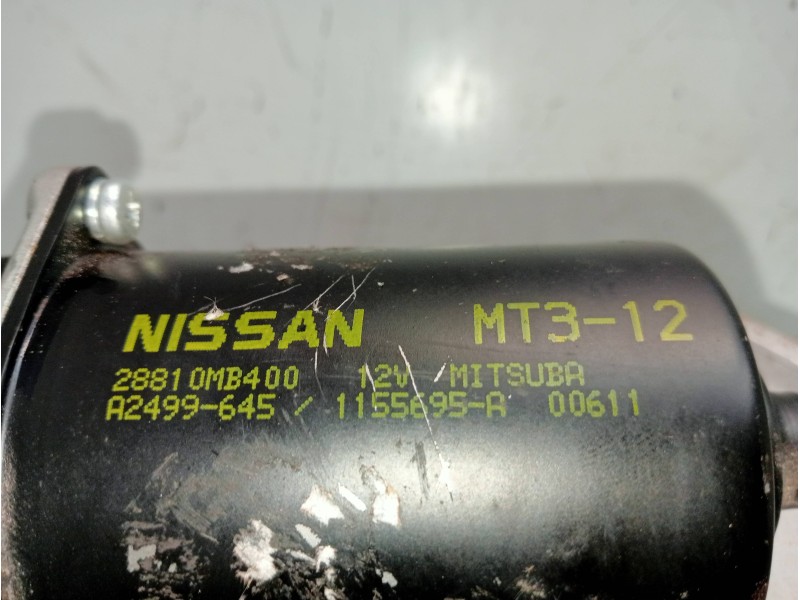 NISSAN MT3-12
28810MB400 12V MITSUBA
A2499-645 / 1155695-A 00611